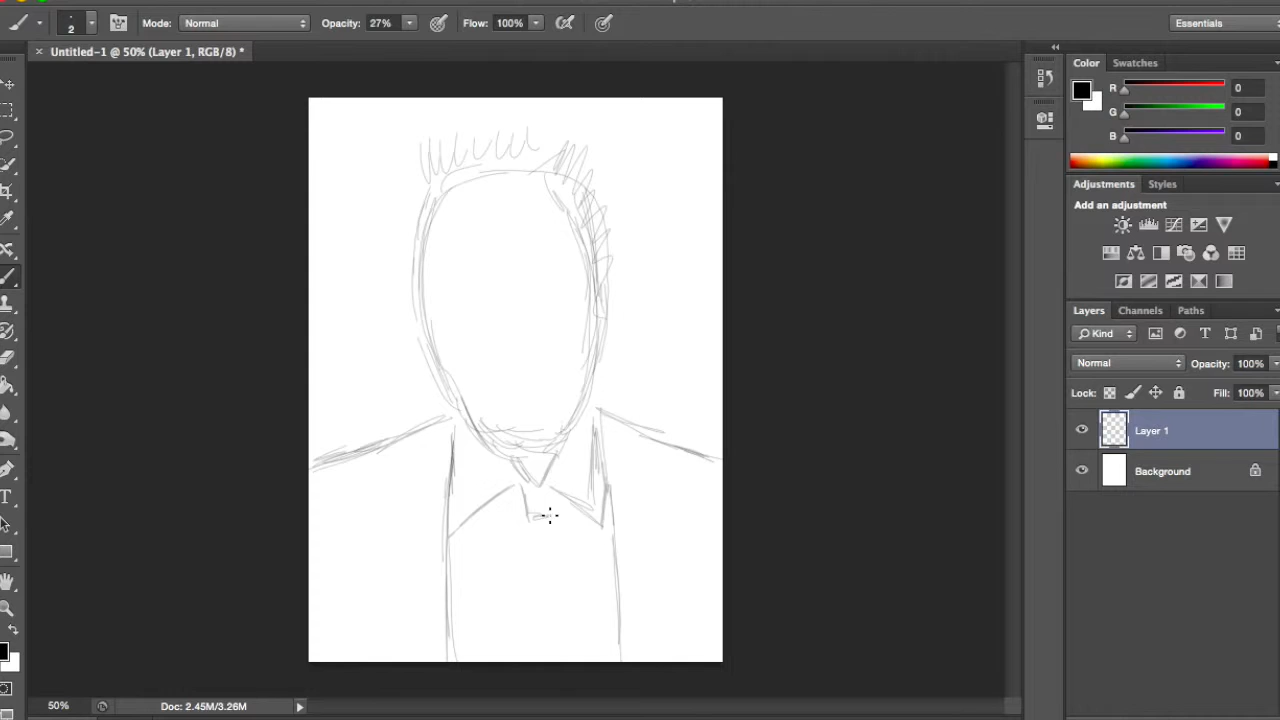 2 Mode: Normal Opacity: 27% Flow: 100% Essentials
× Untitled-1 @ 50% (Layer 1, RGB/8) *
Color Swatches
R 0
G 0
B 0
Adjustments Styles
Add an adjustment
Layers Channels Paths
Kind T
Normal Opacity: 100%
Lock: Fill: 100%
Layer 1
Background
T
50% Doc: 2.45M/3.26M